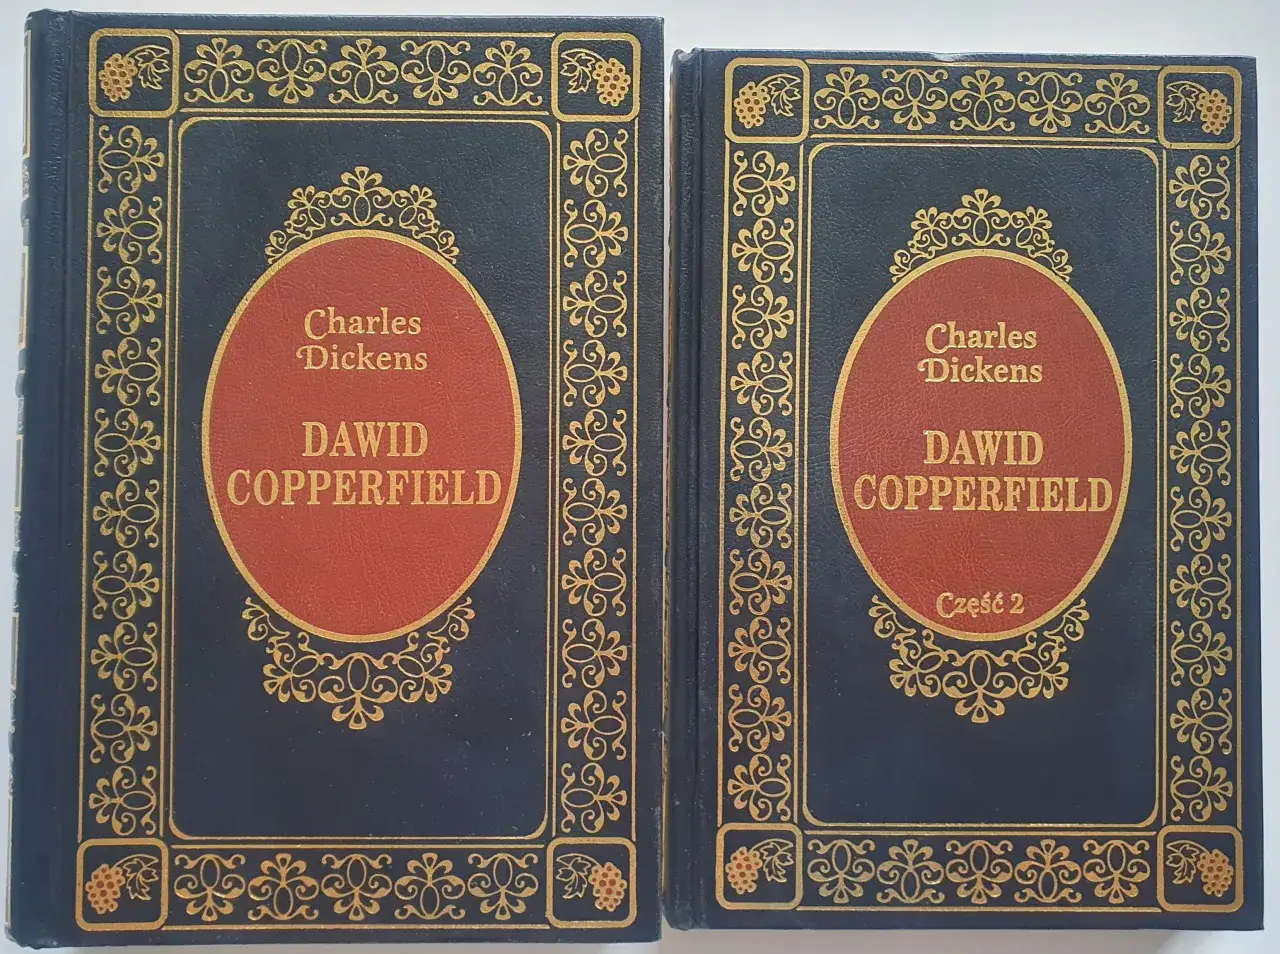 Charles
Dickens
DAWID
COPPERFIELD
Charles
Dickens
DAWID
COPPERFIELD
Część 2